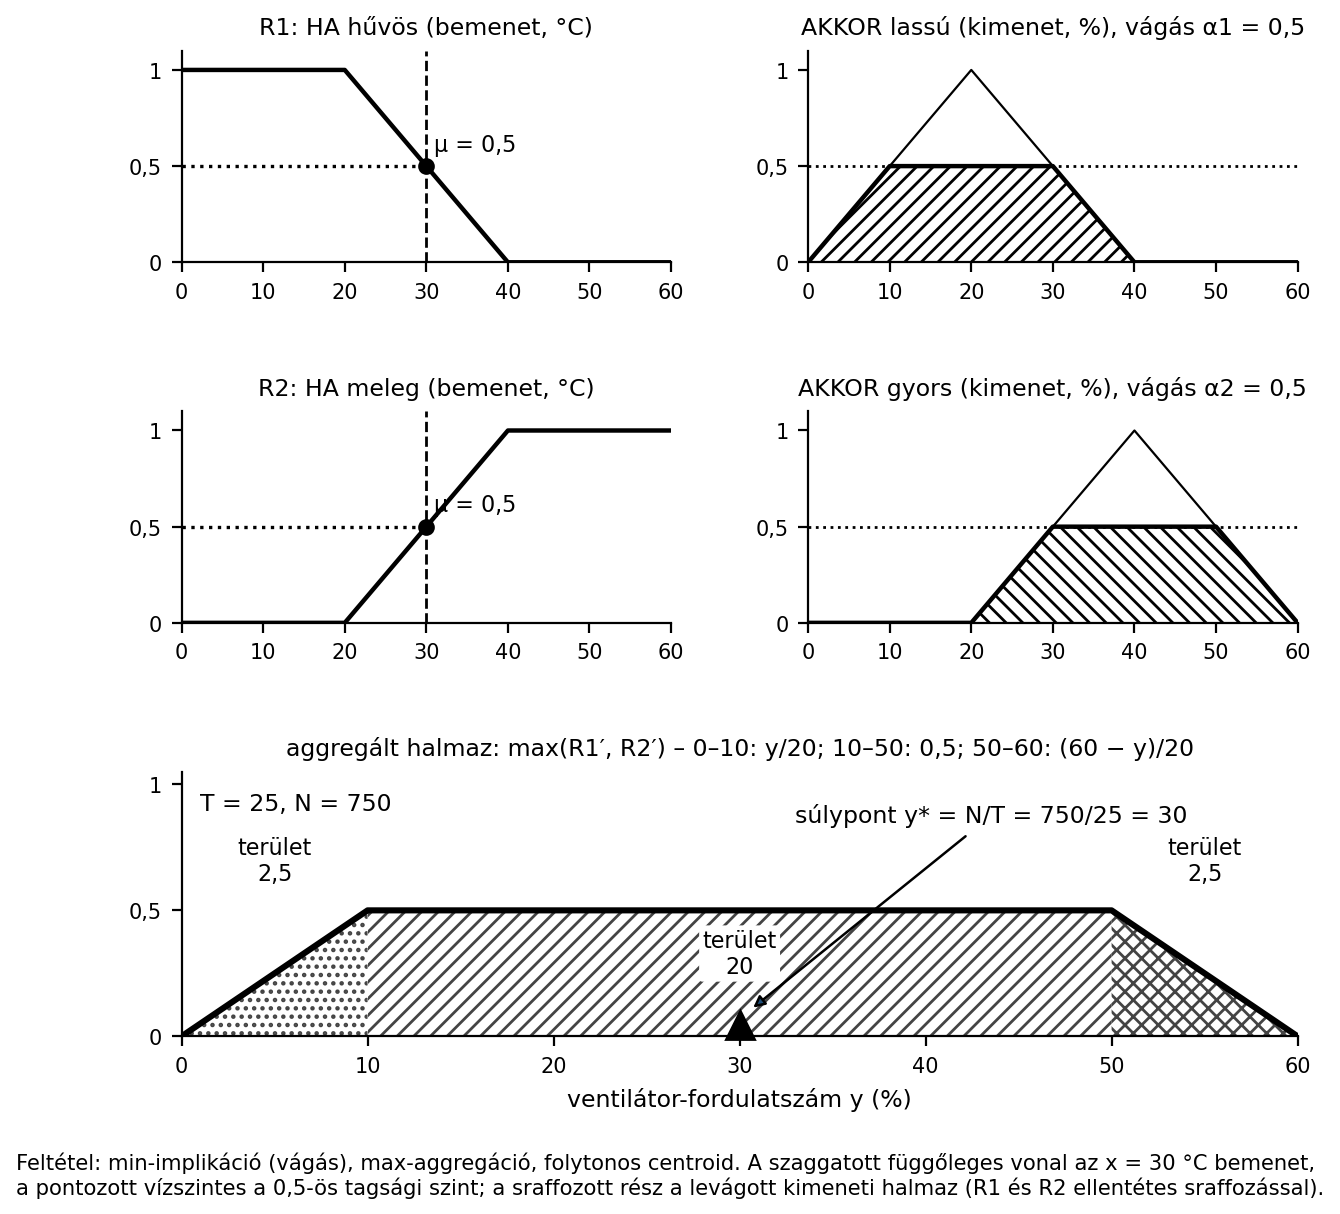 R1: HA hűvös (bemenet, °C)
1
0,5
0
μ = 0,5
0 10 20 30 40 50 60
AKKOR lassú (kimenet, %), vágás α1 = 0,5
1
0,5
0
0 10 20 30 40 50 60
R2: HA meleg (bemenet, °C)
1
0,5
0
μ = 0,5
0 10 20 30 40 50 60
AKKOR gyors (kimenet, %), vágás α2 = 0,5
1
0,5
0
0 10 20 30 40 50 60
aggregált halmaz: max(R1′, R2′) – 0–10: y/20; 10–50: 0,5; 50–60: (60 − y)/20
1
0,5
0
T = 25, N = 750
súlypont y* = N/T = 750/25 = 30
terület
2,5
terület
20
terület
2,5
0 10 20 30 40 50 60
ventilátor-fordulatszám y (%)
Feltétel: min-implikáció (vágás), max-aggregáció, folytonos centroid. A szaggatott függőleges vonal az x = 30 °C bemenet,
a pontozott vízszintes a 0,5-ös tagsági szint; a sraffozott rész a levágott kimeneti halmaz (R1 és R2 ellentétes sraffozással).